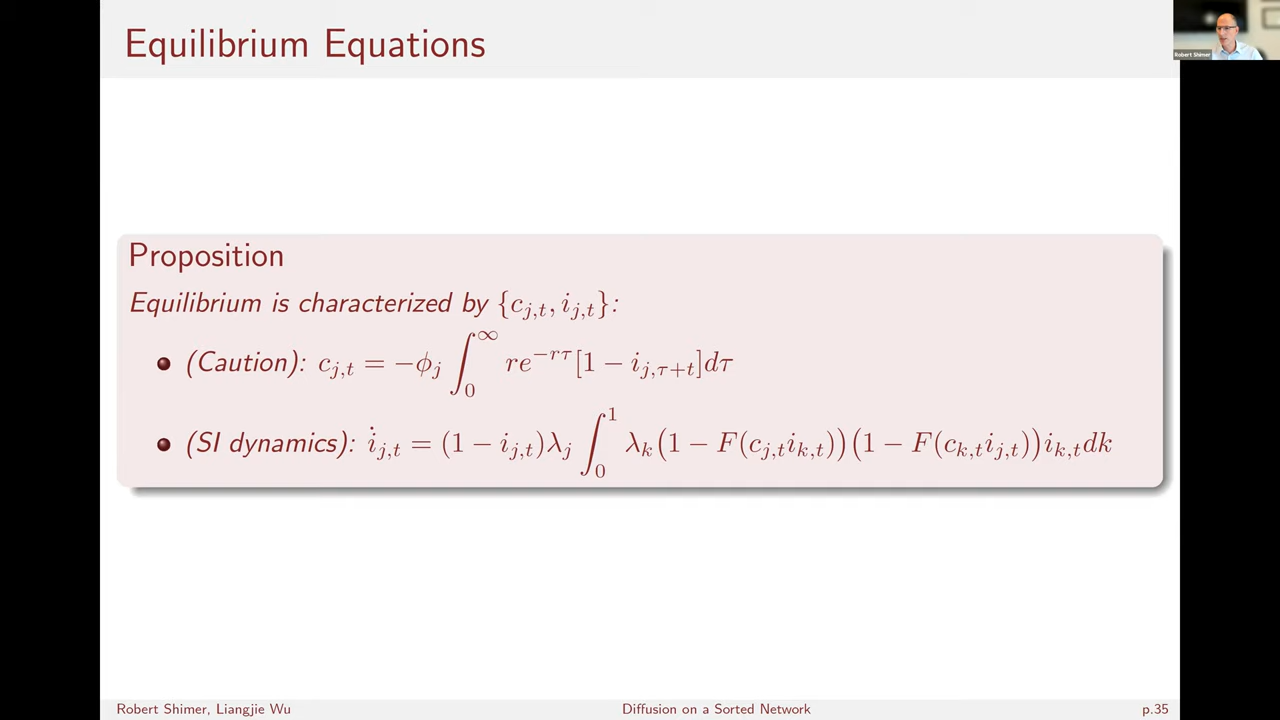 Equilibrium Equations
Robert Shimer
Proposition
Equilibrium is characterized by {c_{j,t}, i_{j,t}}:
(Caution): c_{j,t} = −ϕ_j ∫_0^∞ re^{−rτ}[1 − i_{j,τ+t}]dτ
(SI dynamics): i̇_{j,t} = (1 − i_{j,t})λ_j ∫_0^1 λ_k(1 − F(c_{j,t}i_{k,t}))(1 − F(c_{k,t}i_{j,t}))i_{k,t}dk
Robert Shimer, Liangjie Wu Diffusion on a Sorted Network p.35